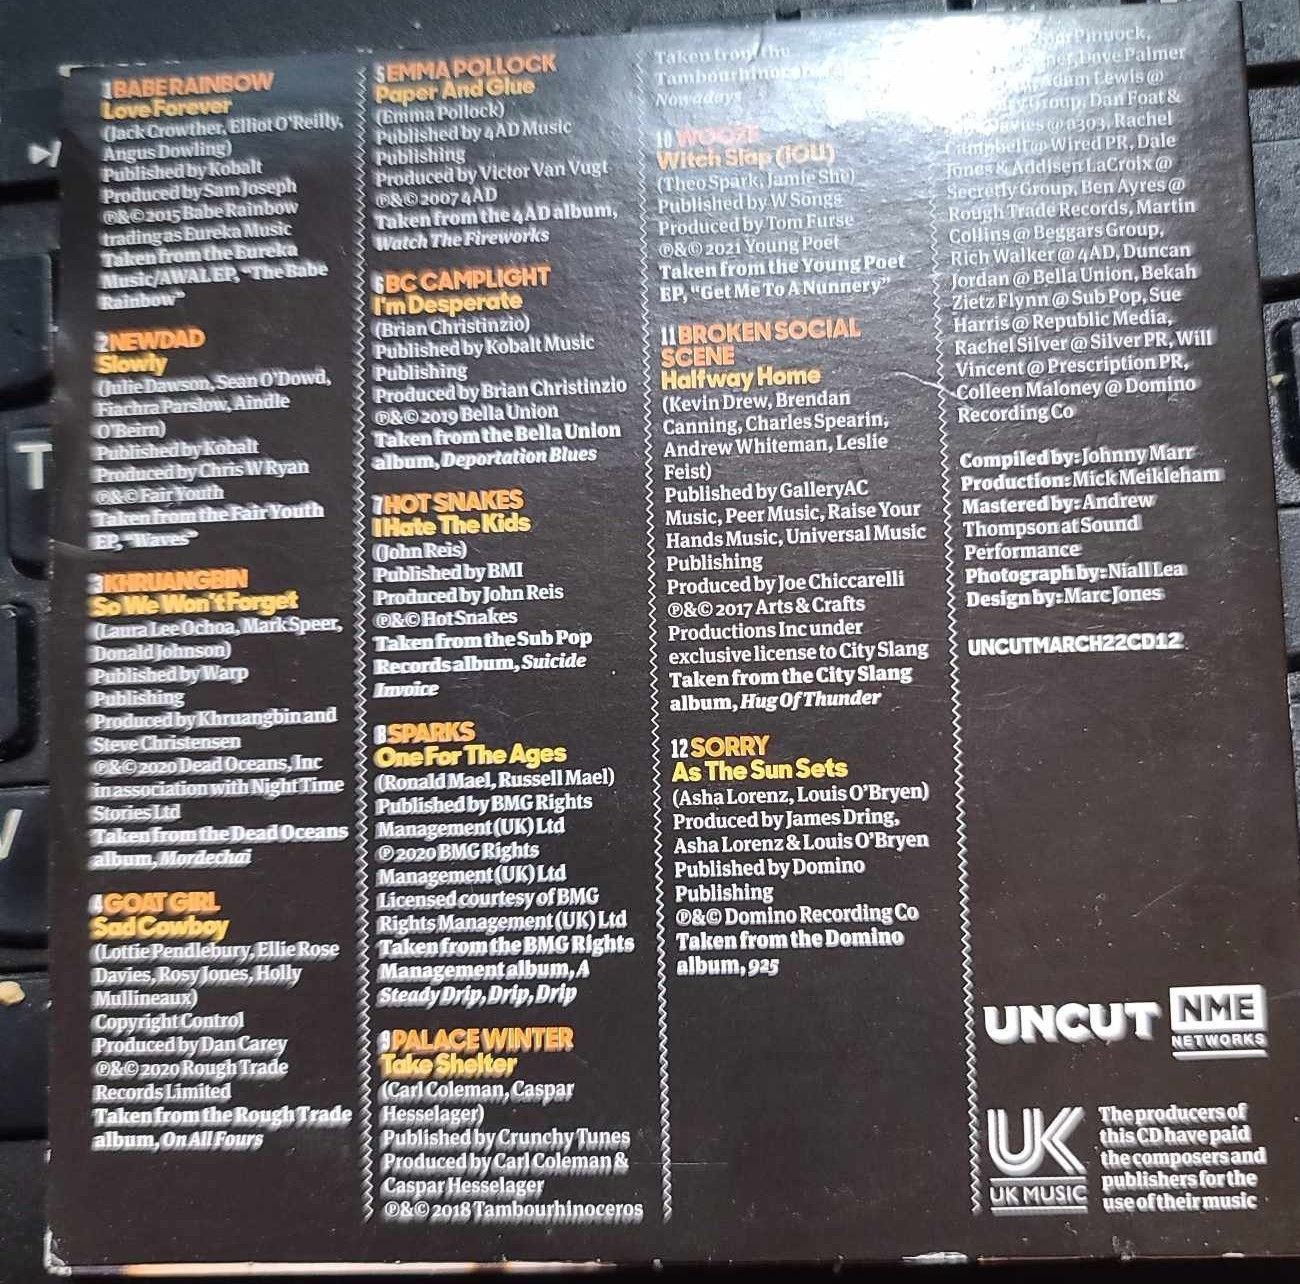 1 BABE RAINBOW
Love Forever
(Jack Crowther, Elliot O'Reilly,
Angus Dowling)
Published by Kobalt
Produced by Sam Joseph
℗&© 2015 Babe Rainbow
trading as Eureka Music
Taken from the Eureka
Music/AWAL EP, "The Babe
Rainbow"
2 NEWDAD
Slowly
(Julie Dawson, Sean O'Dowd,
Fiachra Parslow, Aindle
O'Beirn)
Published by Kobalt
Produced by Chris W Ryan
℗&© Fair Youth
Taken from the Fair Youth
EP, "Waves"
3 KHRUANGBIN
So We Won't Forget
(Laura Lee Ochoa, Mark Speer,
Donald Johnson)
Published by Warp
Publishing
Produced by Khruangbin and
Steve Christensen
℗&© 2020 Dead Oceans, Inc
in association with Night Time
Stories Ltd
Taken from the Dead Oceans
album, Mordechai
4 GOAT GIRL
Sad Cowboy
(Lottie Pendlebury, Ellie Rose
Davies, Rosy Jones, Holly
Mullineaux)
Copyright Control
Produced by Dan Carey
℗&© 2020 Rough Trade
Records Limited
Taken from the Rough Trade
album, On All Fours
5 EMMA POLLOCK
Paper And Glue
(Emma Pollock)
Published by 4AD Music
Publishing
Produced by Victor Van Vugt
℗&© 2007 4AD
Taken from the 4AD album,
Watch The Fireworks
6 BC CAMPLIGHT
I'm Desperate
(Brian Christinzio)
Published by Kobalt Music
Publishing
Produced by Brian Christinzio
℗&© 2019 Bella Union
Taken from the Bella Union
album, Deportation Blues
7 HOT SNAKES
I Hate The Kids
(John Reis)
Published by BMI
Produced by John Reis
℗&© Hot Snakes
Taken from the Sub Pop
Records album, Suicide
Invoice
8 SPARKS
One For The Ages
(Ronald Mael, Russell Mael)
Published by BMG Rights
Management (UK) Ltd
℗ 2020 BMG Rights
Management (UK) Ltd
Licensed courtesy of BMG
Rights Management (UK) Ltd
Taken from the BMG Rights
Management album, A
Steady Drip, Drip, Drip
9 PALACE WINTER
Take Shelter
(Carl Coleman, Caspar
Hesselager)
Published by Crunchy Tunes
Produced by Carl Coleman &
Caspar Hesselager
℗&© 2018 Tambourhinoceros
Taken from the
Tambourhinoceros
Nowadays
10 WOOZE
Witch Slap (IOU)
(Theo Spark, Jamie She)
Published by W Songs
Produced by Tom Furse
℗&© 2021 Young Poet
Taken from the Young Poet
EP, "Get Me To A Nunnery"
11 BROKEN SOCIAL
SCENE
Halfway Home
(Kevin Drew, Brendan
Canning, Charles Spearin,
Andrew Whiteman, Leslie
Feist)
Published by GalleryAC
Music, Peer Music, Raise Your
Hands Music, Universal Music
Publishing
Produced by Joe Chiccarelli
℗&© 2017 Arts & Crafts
Productions Inc under
exclusive license to City Slang
Taken from the City Slang
album, Hug Of Thunder
12 SORRY
As The Sun Sets
(Asha Lorenz, Louis O'Bryen)
Produced by James Dring,
Asha Lorenz & Louis O'Bryen
Published by Domino
Publishing
℗&© Domino Recording Co
Taken from the Domino
album, 925
Pinnock,
Dave Palmer
Adam Lewis @
Group, Dan Foat &
Davies @ a303, Rachel
Campbell @ Wired PR, Dale
Jones & Addisen LaCroix @
Secretly Group, Ben Ayres @
Rough Trade Records, Martin
Collins @ Beggars Group,
Rich Walker @ 4AD, Duncan
Jordan @ Bella Union, Bekah
Zietz Flynn @ Sub Pop, Sue
Harris @ Republic Media,
Rachel Silver @ Silver PR, Will
Vincent @ Prescription PR,
Colleen Maloney @ Domino
Recording Co
Compiled by: Johnny Marr
Production: Mick Meikleham
Mastered by: Andrew
Thompson at Sound
Performance
Photograph by: Niall Lea
Design by: Marc Jones
UNCUTMARCH22CD12
UNCUT NME
NETWORKS
UK
UK MUSIC
The producers of
this CD have paid
the composers and
publishers for the
use of their music
T
V